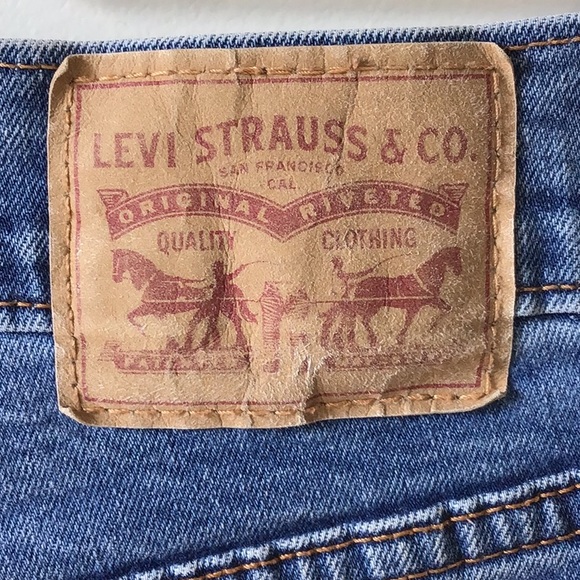 LEVI STRAUSS & CO.
SAN FRANCISCO
CAL
ORIGINAL RIVETED
QUALITY CLOTHING